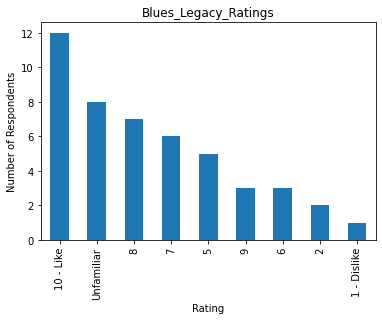 Blues_Legacy_Ratings
Number of Respondents
12
10
8
6
4
2
0
10 - Like
Unfamiliar
8
7
5
9
6
2
1 - Dislike
Rating